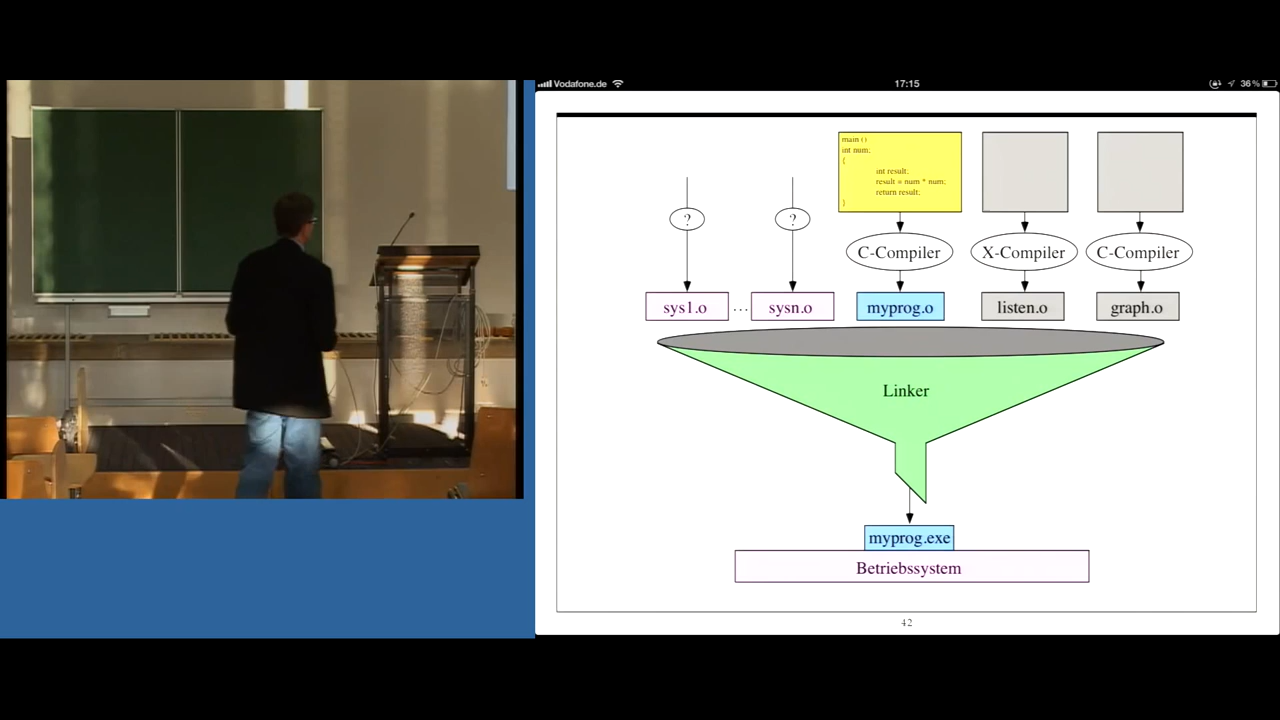 Vodafone.de
17:15
36%
main ()
int num;
{
int result.
result = num * num;
return result;
}
? ?
C-Compiler X-Compiler C-Compiler
sys1.o ... sysn.o myprog.o listen.o graph.o
Linker
myprog.exe
Betriebssystem
42